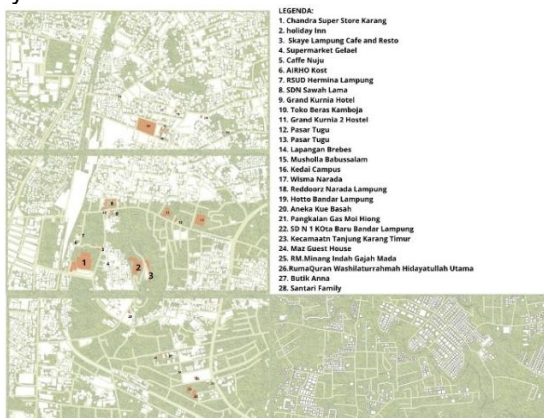 LEGENDA:
1. Chandra Super Store Karang
2. holiday Inn
3. Skaye Lampung Cafe and Resto
4. Supermarket Gelael
5. Caffe Nuju
6. AIRHO Kost
7. RSUD Hermina Lampung
8. SDN Sawah Lama
9. Grand Kurnia Hotel
10. Toko Beras Kamboja
11. Grand Kurnia 2 Hostel
12. Pasar Tugu
13. Pasar Tugu
14. Lapangan Brebes
15. Musholla Babussalam
16. Kedai Campus
17. Wisma Narada
18. Reddoorz Narada Lampung
19. Hotto Bandar Lampung
20. Aneka Kue Basah
21. Pangkalan Gas Moi Hiong
22. SD N 1 KOta Baru Bandar Lampung
23. Kecamaatn Tanjung Karang Timur
24. Maz Guest House
25. RM.Minang Indah Gajah Mada
26.RumaQuran Washilaturrahmah Hidayatullah Utama
27. Butik Anna
28. Santari Family
1
2
3